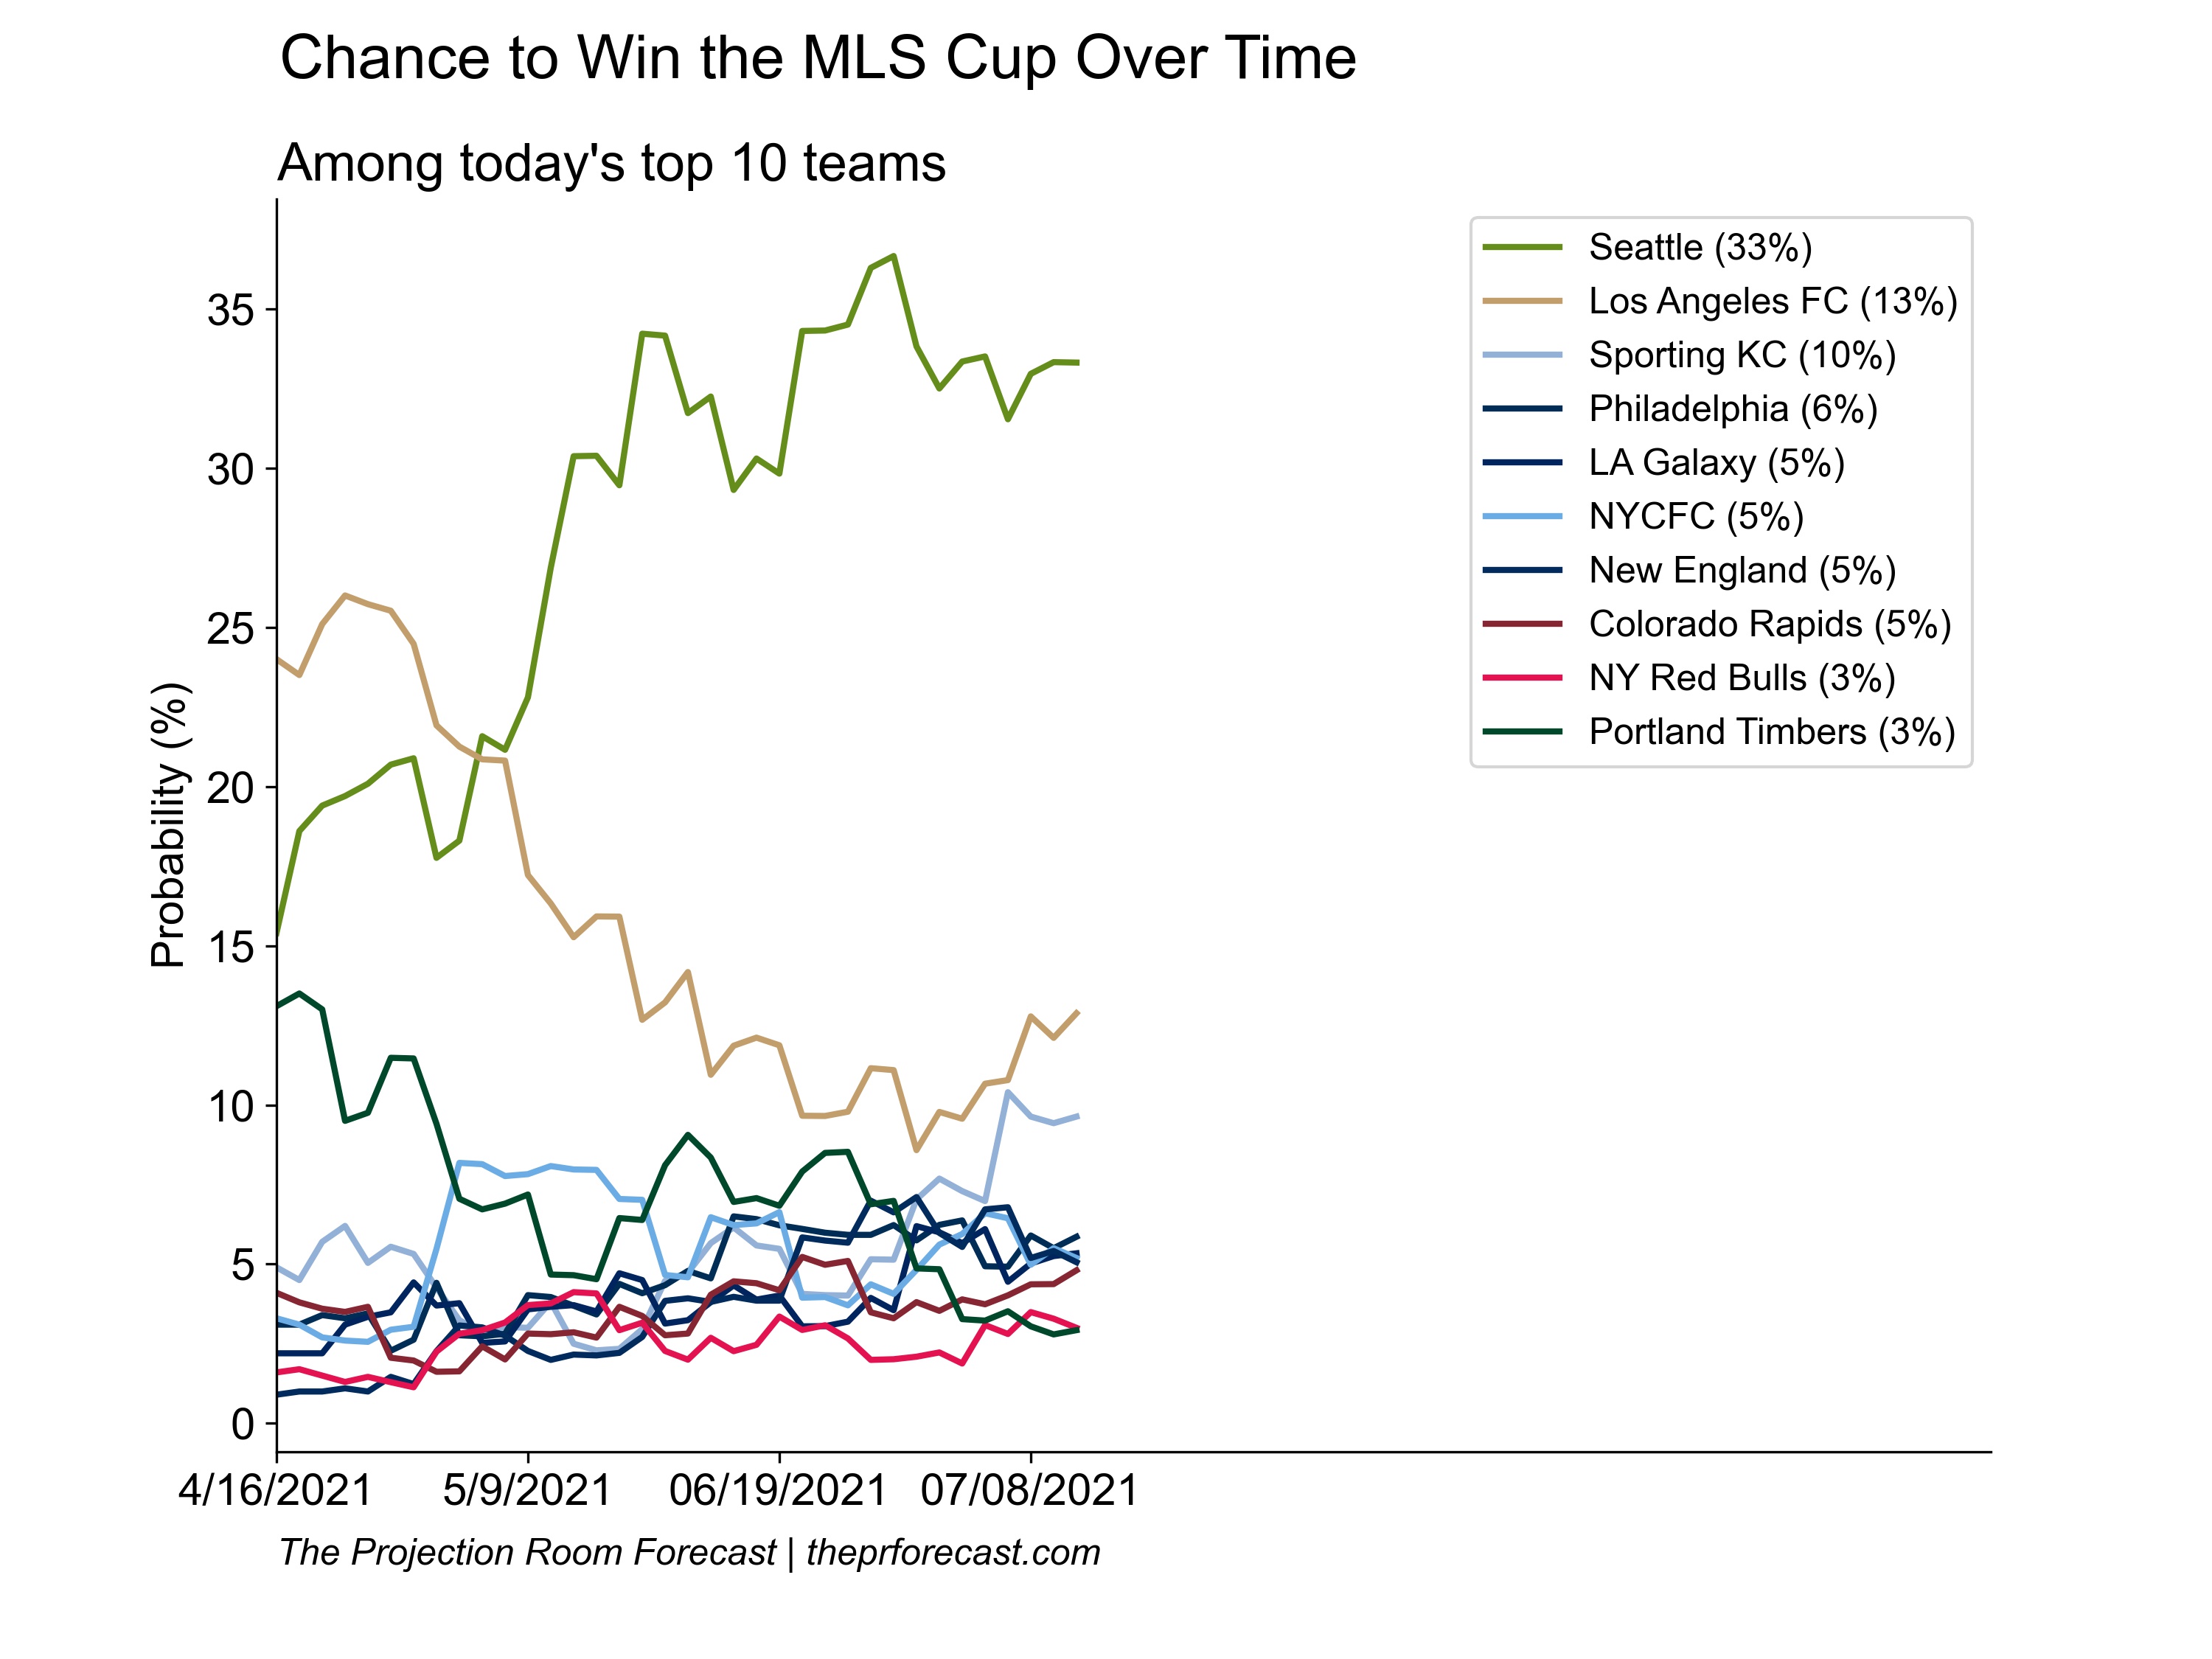 Chance to Win the MLS Cup Over Time
Among today's top 10 teams
Seattle (33%)
Los Angeles FC (13%)
Sporting KC (10%)
Philadelphia (6%)
LA Galaxy (5%)
NYCFC (5%)
New England (5%)
Colorado Rapids (5%)
NY Red Bulls (3%)
Portland Timbers (3%)
Probability (%)
35
30
25
20
15
10
5
0
4/16/2021 5/9/2021 06/19/2021 07/08/2021
The Projection Room Forecast | theprforecast.com